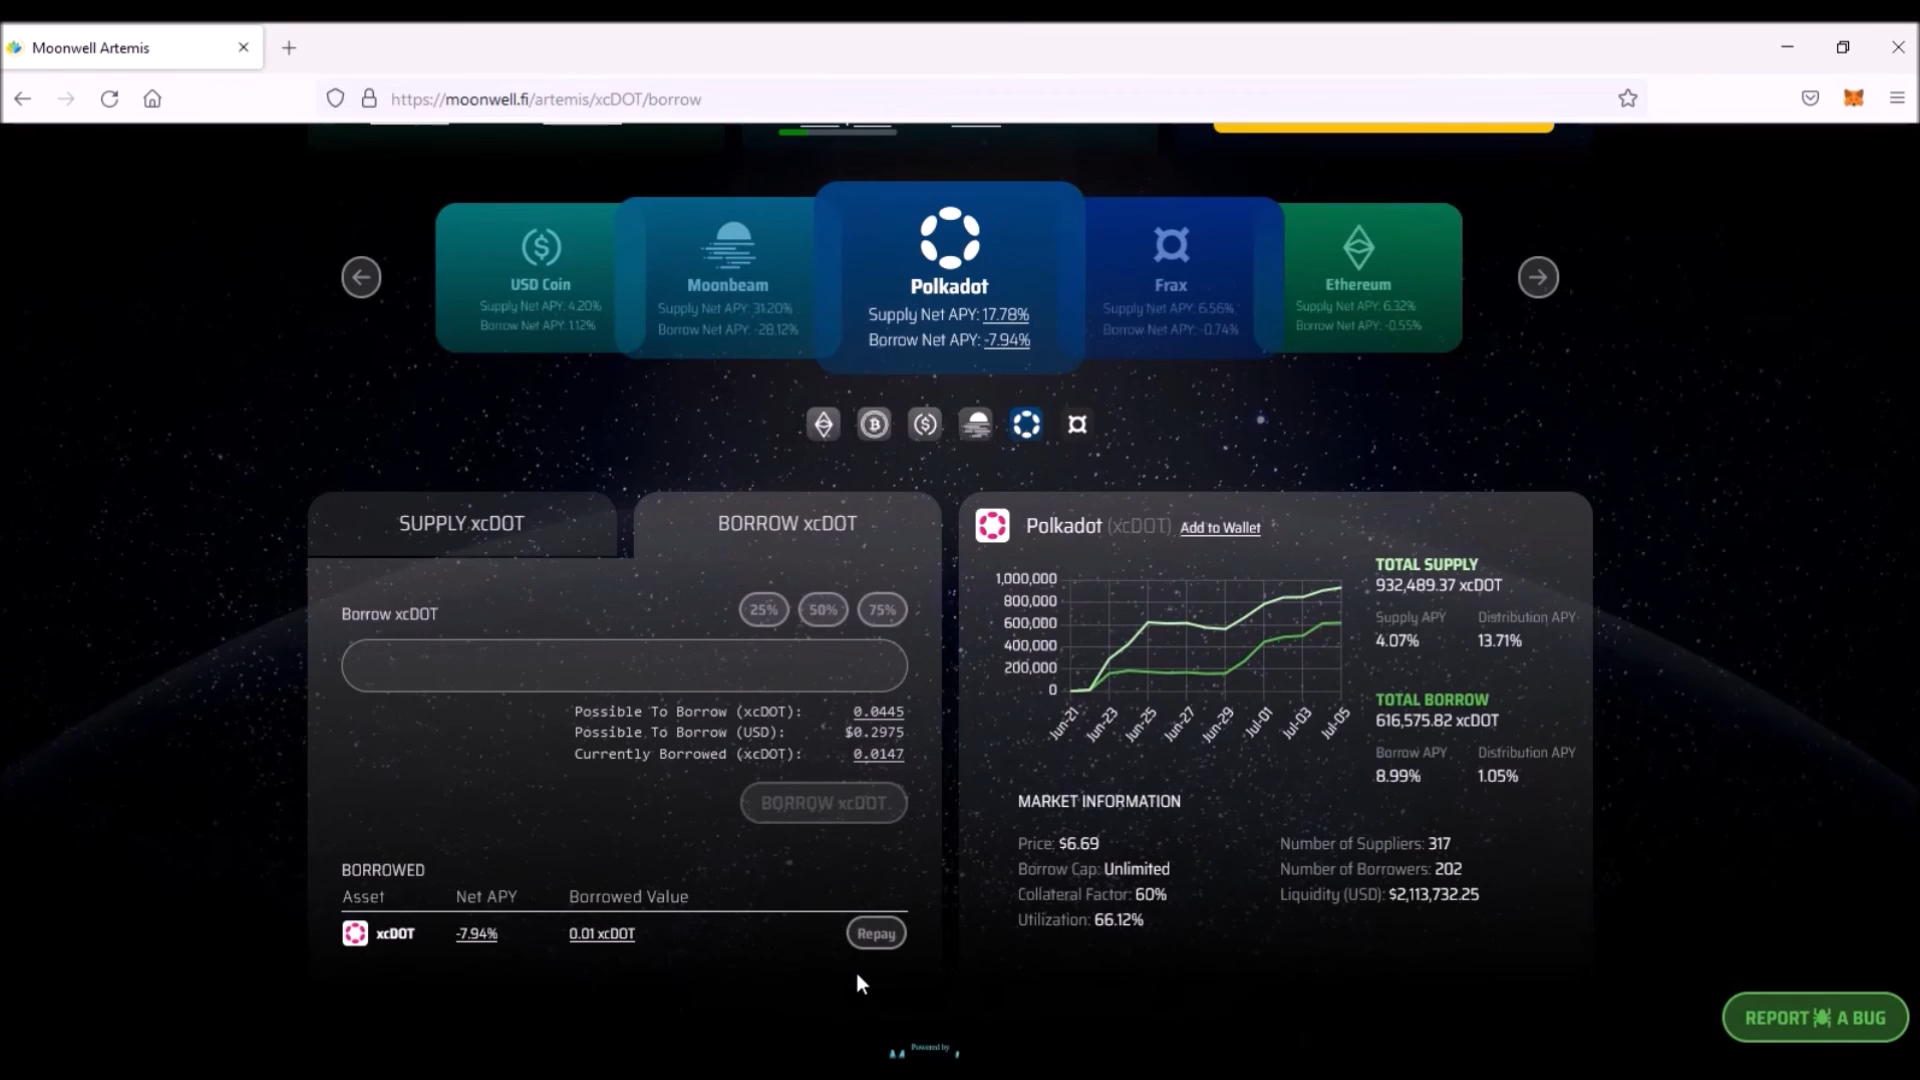 Moonwell Artemis
https://moonwell.fi/artemis/xcDOT/borrow
USD Coin
Supply Net APY: 4.20%
Borrow Net APY: 1.12%
Moonbeam
Supply Net APY: 31.20%
Borrow Net APY: -28.12%
Polkadot
Supply Net APY: 17.78%
Borrow Net APY: -7.94%
Frax
Supply Net APY: 6.56%
Borrow Net APY: -0.74%
Ethereum
Supply Net APY: 6.32%
Borrow Net APY: -0.55%
SUPPLY xcDOT
BORROW xcDOT
Borrow xcDOT
25% 50% 75%
Possible To Borrow (xcDOT): 0.0445
Possible To Borrow (USD): $0.2975
Currently Borrowed (xcDOT): 0.0147
BORROW xcDOT
BORROWED
Asset Net APY Borrowed Value
xcDOT -7.94% 0.01 xcDOT Repay
Polkadot (xcDOT) Add to Wallet
1,000,000
800,000
600,000
400,000
200,000
0
Jun-21 Jun-23 Jun-25 Jun-27 Jun-29 Jul-01 Jul-03 Jul-05
TOTAL SUPPLY
932,489.37 xcDOT
Supply APY Distribution APY
4.07% 13.71%
TOTAL BORROW
616,575.82 xcDOT
Borrow APY Distribution APY
8.99% 1.05%
MARKET INFORMATION
Price: $6.69
Borrow Cap: Unlimited
Collateral Factor: 60%
Utilization: 66.12%
Number of Suppliers: 317
Number of Borrowers: 202
Liquidity (USD): $2,113,732.25
REPORT A BUG
Powered by